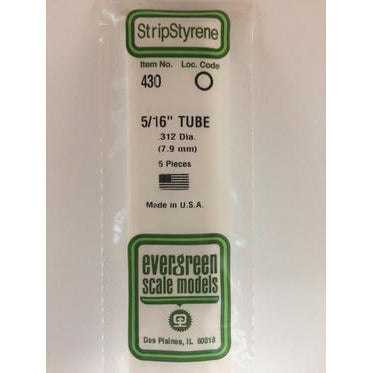 StripStyrene
Item No. Loc. Code
430 O
5/16" TUBE
.312 Dia.
(7.9 mm)
5 Pieces
Made in U.S.A.
evergreen
scale models
Des Plaines, IL 60018